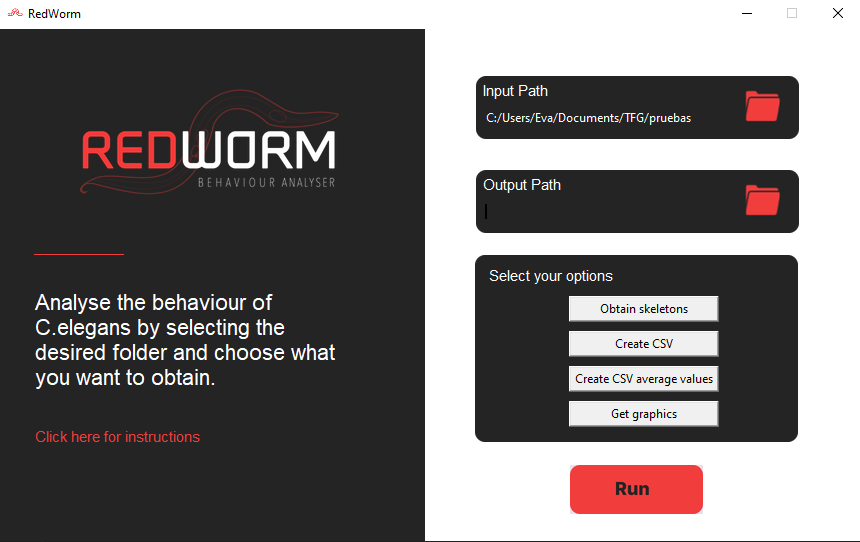 RedWorm
REDWORM
BEHAVIOUR ANALYSER
Analyse the behaviour of
C.elegans by selecting the
desired folder and choose what
you want to obtain.
Click here for instructions
Input Path
C:/Users/Eva/Documents/TFG/pruebas
Output Path
Select your options
Obtain skeletons
Create CSV
Create CSV average values
Get graphics
Run